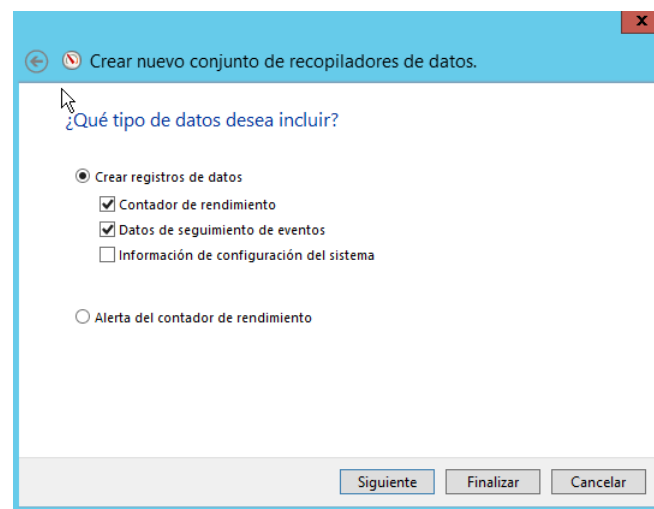 x
Crear nuevo conjunto de recopiladores de datos.
¿Qué tipo de datos desea incluir?
Crear registros de datos
Contador de rendimiento
Datos de seguimiento de eventos
Información de configuración del sistema
Alerta del contador de rendimiento
Siguiente Finalizar Cancelar